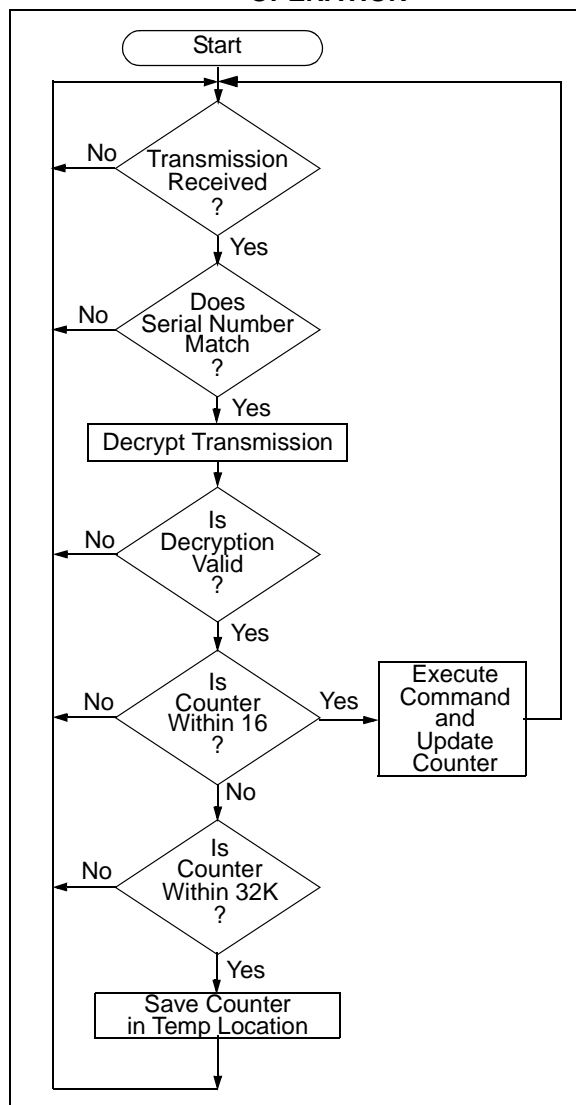 OPERATION
Start
No
Transmission
Received
?
Yes
No
Does
Serial Number
Match
?
Yes
Decrypt Transmission
No
Is
Decryption
Valid
?
Yes
No
Is
Counter
Within 16
?
Yes
Execute
Command
and
Update
Counter
No
No
Is
Counter
Within 32K
?
Yes
Save Counter
in Temp Location